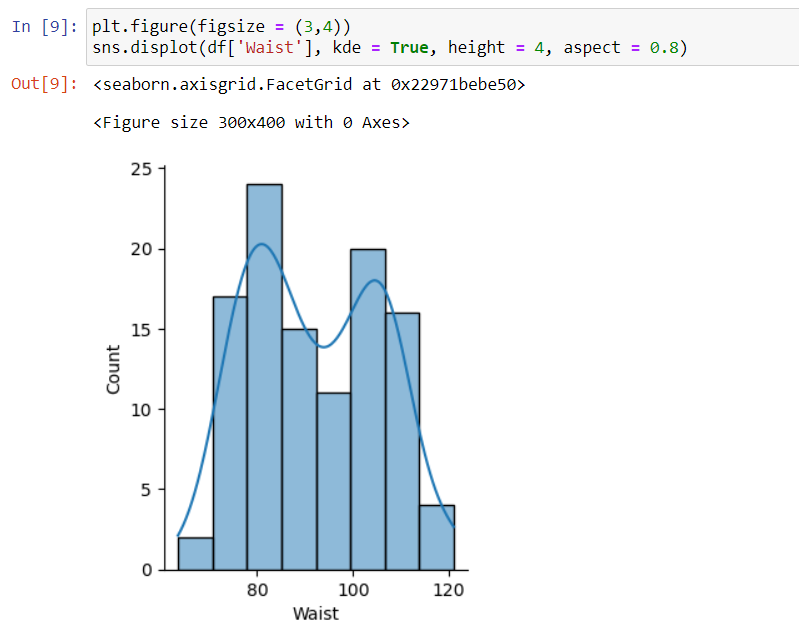 In [9]: plt.figure(figsize = (3,4))
sns.displot(df['Waist'], kde = True, height = 4, aspect = 0.8)
Out[9]: <seaborn.axisgrid.FacetGrid at 0x22971bebe50>
<Figure size 300x400 with 0 Axes>
25
20
15
10
5
0
Count
80 100 120
Waist